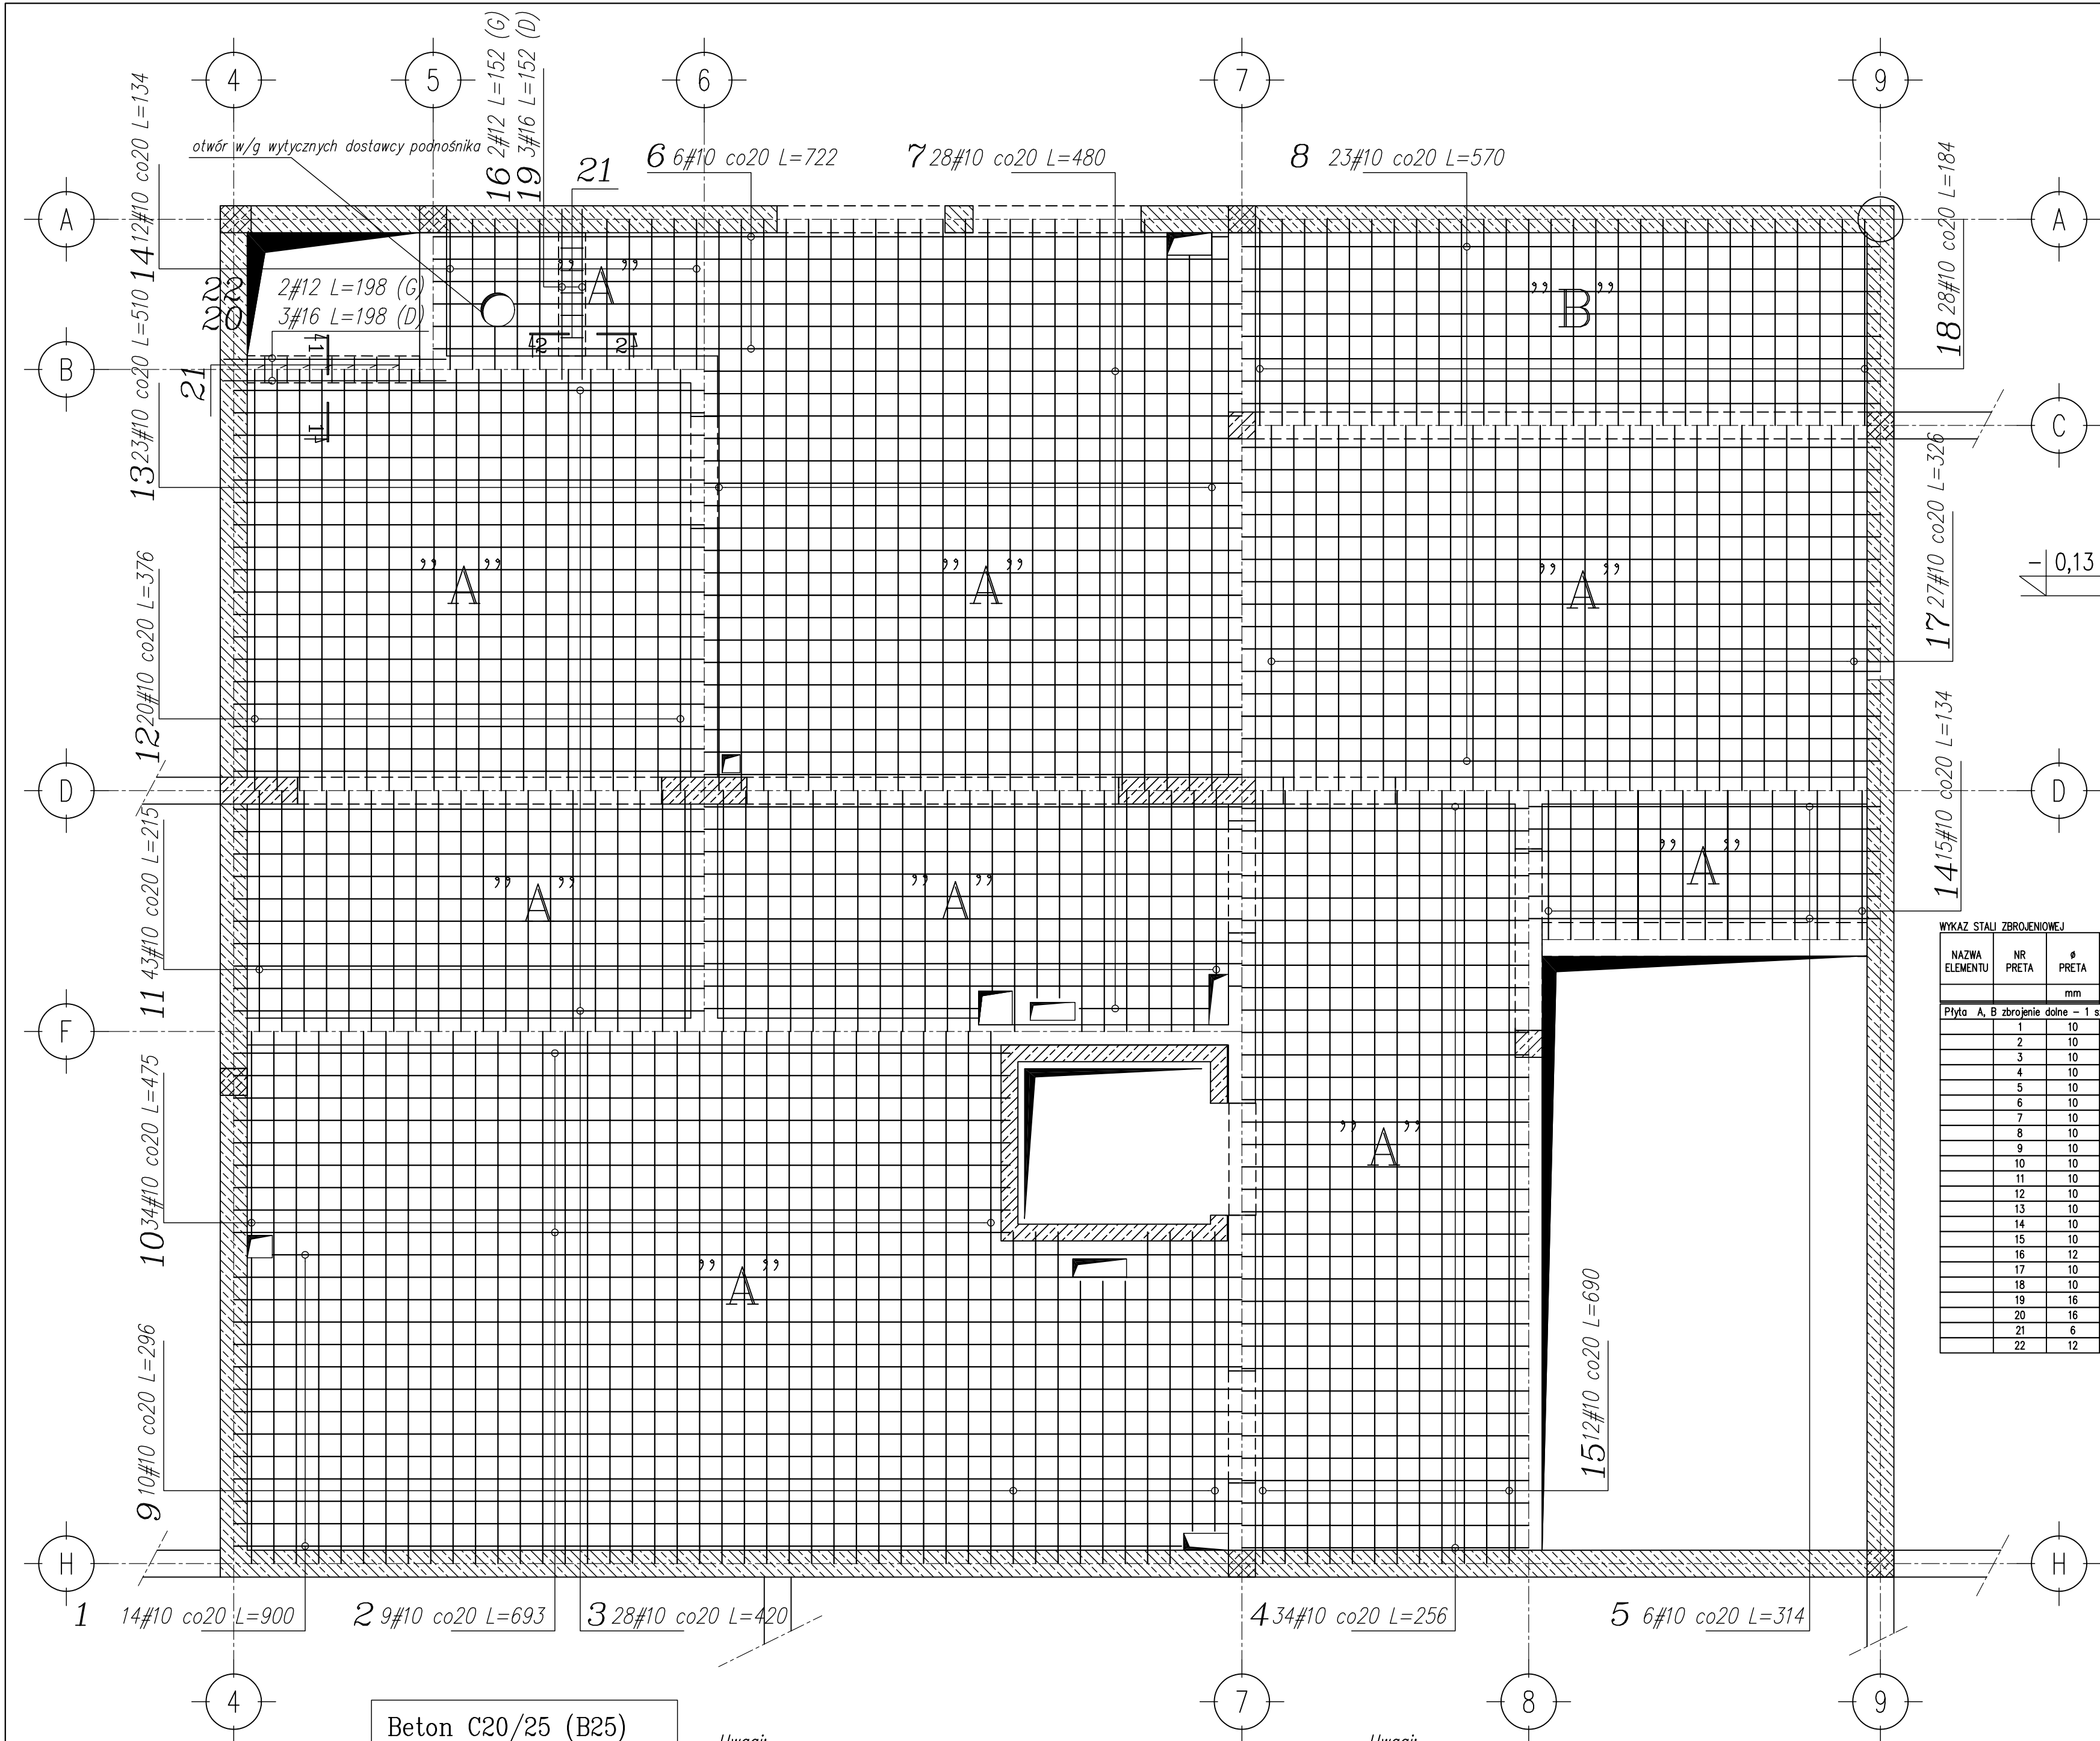 4
5
6
7
9
16 2#12 L=152 (G)
19 3#16 L=152 (D)
14 12#10 co20 L=134
otwór w/g wytycznych dostawcy podnośnika
21
6 6#10 co20 L=722
7 28#10 co20 L=480
8 23#10 co20 L=570
18 28#10 co20 L=184
A
A
22 2#12 L=198 (G)
20 3#16 L=198 (D)
"A"
"B"
13 23#10 co20 L=510
1
2
2
B
21
1
C
17 27#10 co20 L=326
12 20#10 co20 L=376
"A"
"A"
"A"
- 0,13
D
D
14 15#10 co20 L=134
11 43#10 co20 L=215
"A"
"A"
"A"
F
10 34#10 co20 L=475
"A"
"A"
9 10#10 co20 L=296
15 12#10 co20 L=690
WYKAZ STALI ZBROJENIOWEJ
NAZWA ELEMENTU
NR PRETA
ø PRETA
mm
Płyta A, B zbrojenie dolne - 1 s
1 10
2 10
3 10
4 10
5 10
6 10
7 10
8 10
9 10
10 10
11 10
12 10
13 10
14 10
15 10
16 12
17 10
18 10
19 16
20 16
21 6
22 12
H
H
1 14#10 co20 L=900
2 9#10 co20 L=693
3 28#10 co20 L=420
4 34#10 co20 L=256
5 6#10 co20 L=314
4
7
8
9
Beton C20/25 (B25)